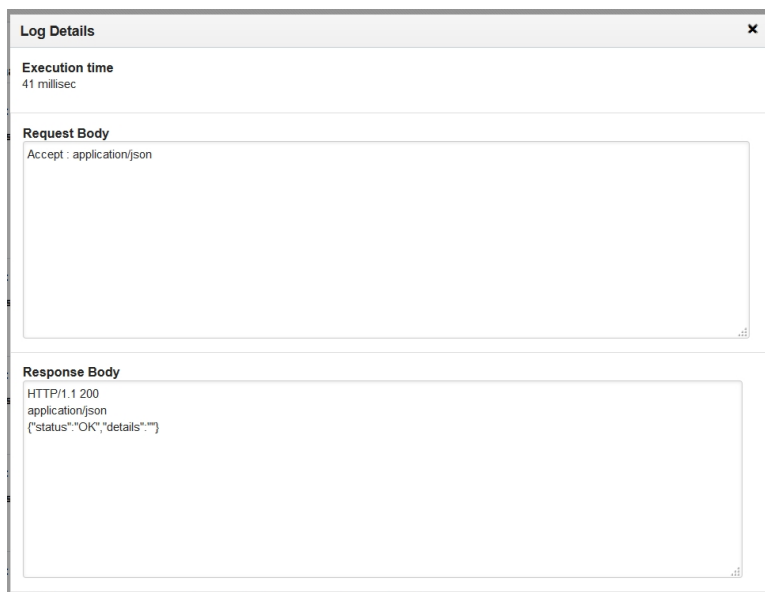 Log Details
Execution time
41 millisec
Request Body
Accept : application/json
Response Body
HTTP/1.1 200
application/json
{"status":"OK","details":""}